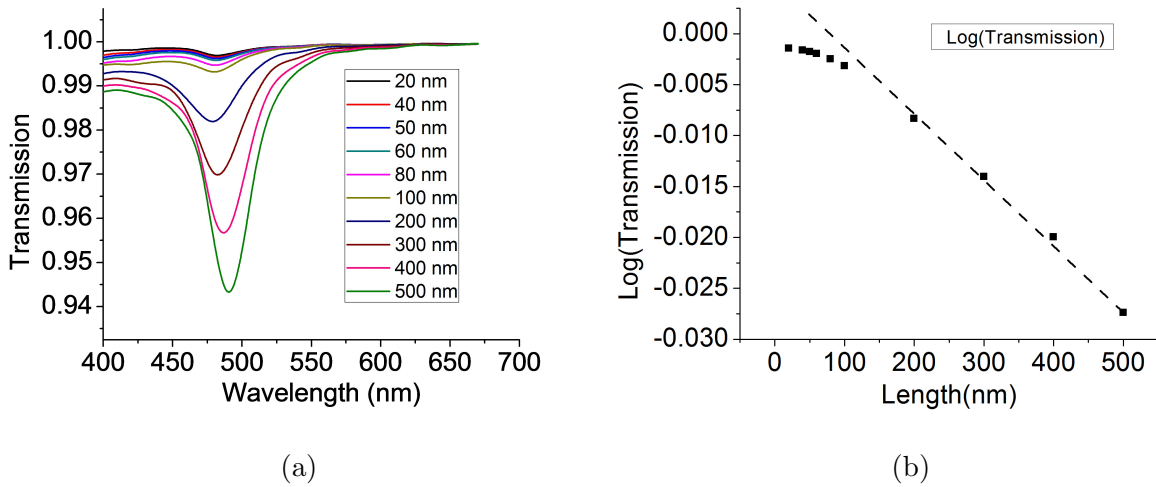 1.00
0.99
0.98
0.97
0.96
0.95
0.94
Transmission
20 nm
40 nm
50 nm
60 nm
80 nm
100 nm
200 nm
300 nm
400 nm
500 nm
400 450 500 550 600 650 700
Wavelength (nm)
(a)
0.000
-0.005
-0.010
-0.015
-0.020
-0.025
-0.030
Log(Transmission)
Log(Transmission)
0 100 200 300 400 500
Length(nm)
(b)